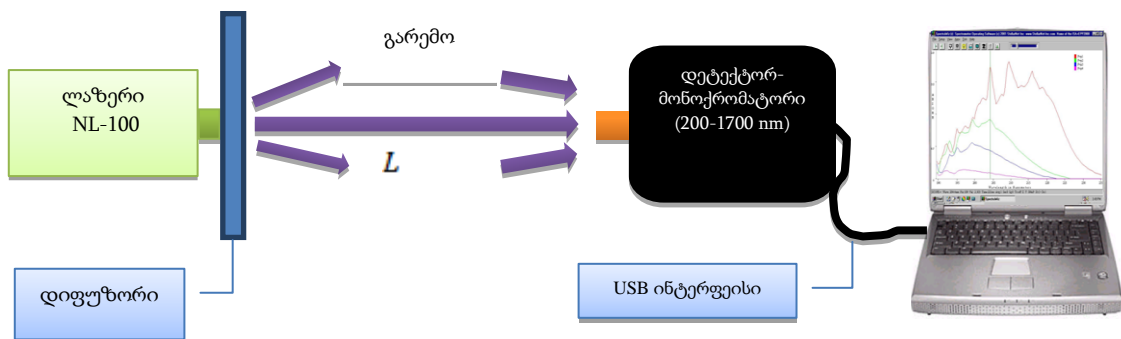 გარემო
ლაზერი
NL-100
დეტექტორ-
მონოქრომატორი
(200-1700 nm)
L
დიფუზორი
USB ინტერფეისი